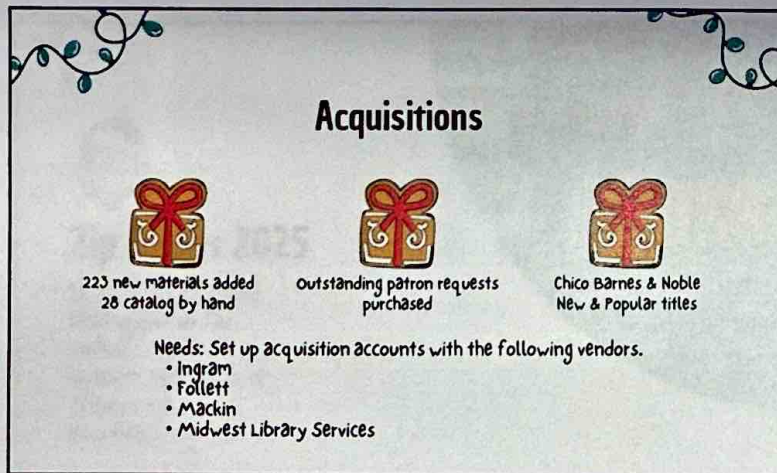 Acquisitions
223 new materials added
28 catalog by hand
Outstanding patron requests
purchased
Chico Barnes & Noble
New & Popular titles
Needs: Set up acquisition accounts with the following vendors.
• Ingram
• Follett
• Mackin
• Midwest Library Services